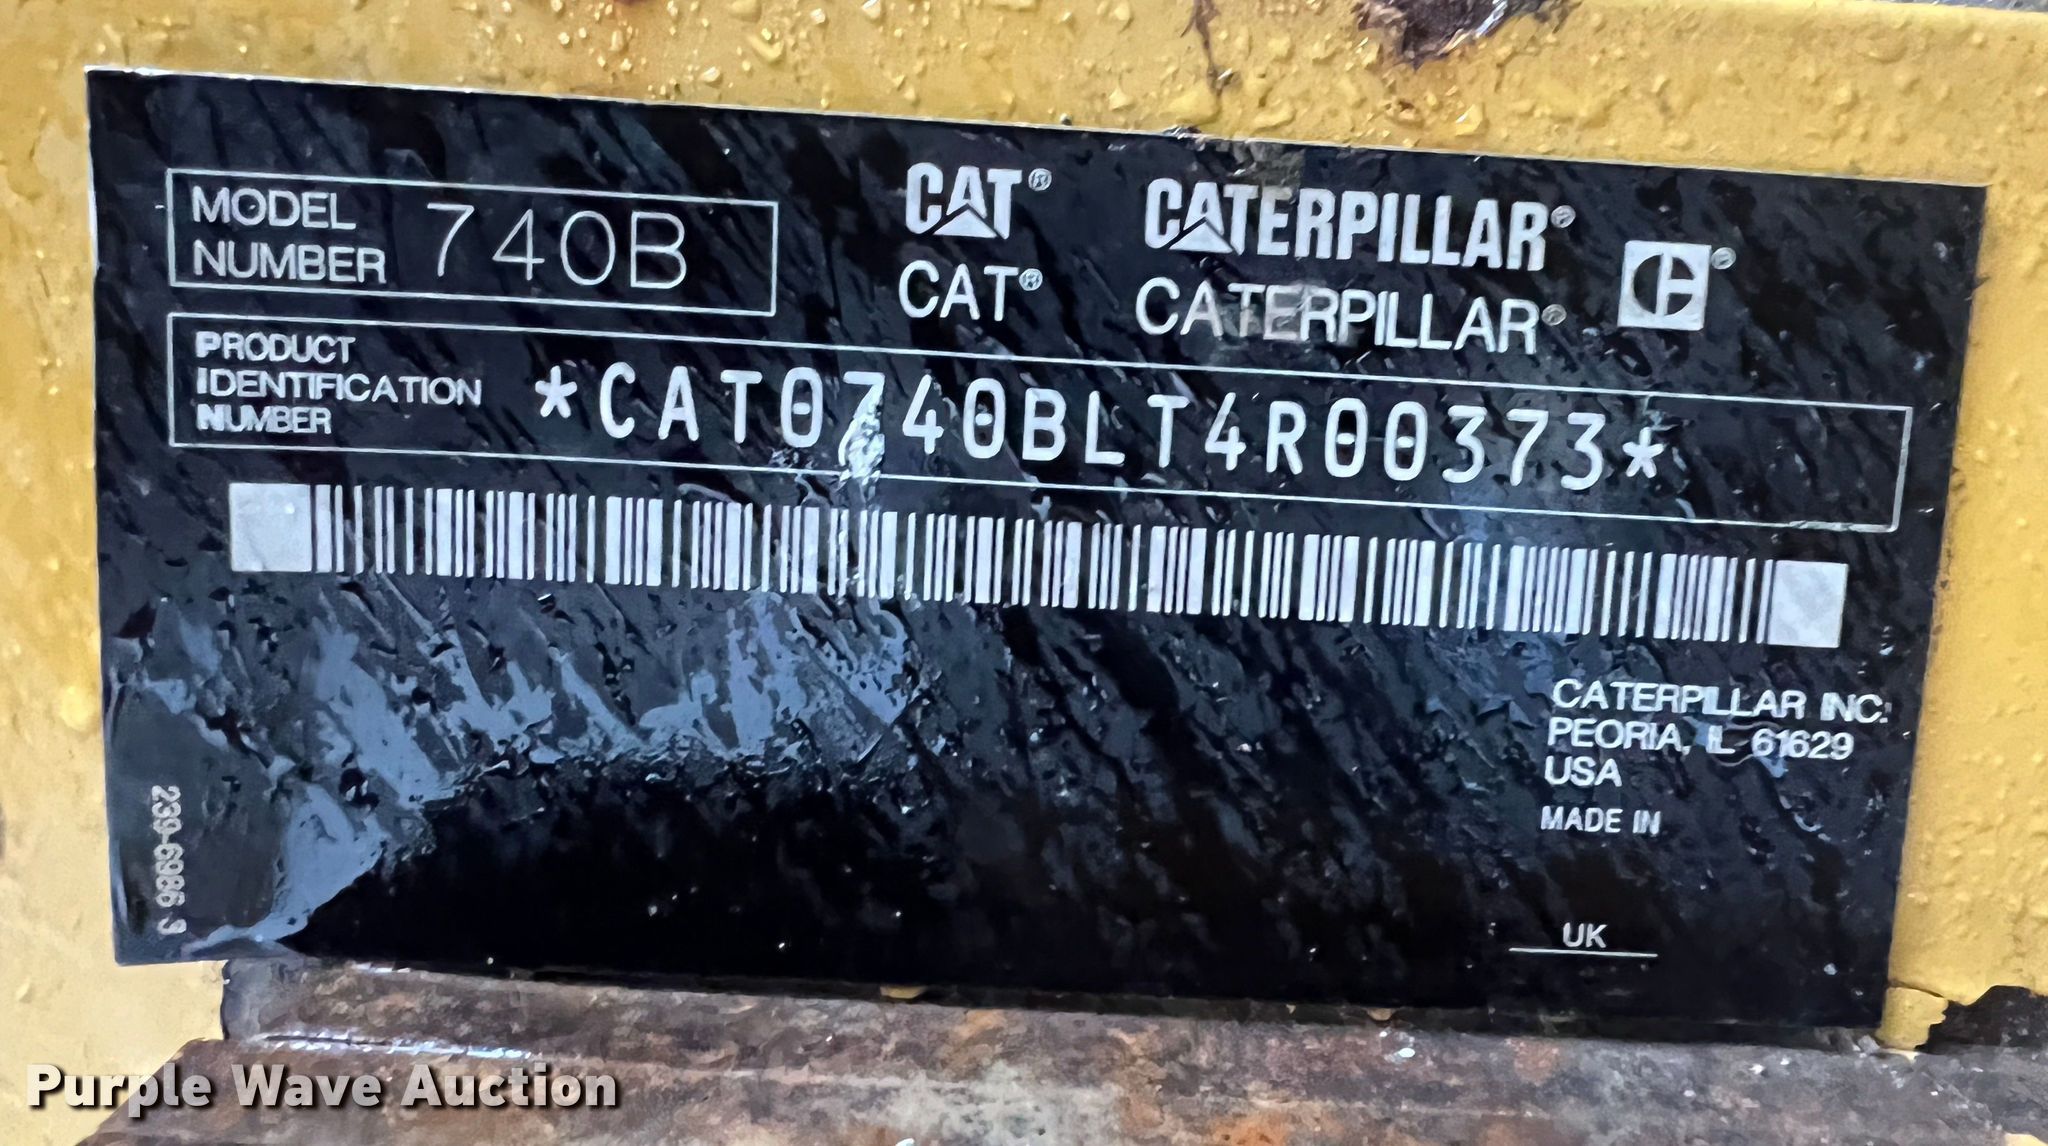 MODEL NUMBER 740B
CAT® CATERPILLAR®
CAT® CATERPILLAR®
PRODUCT IDENTIFICATION NUMBER *CAT0740BLT4R00373*
CATERPILLAR INC.
PEORIA, IL 61629
USA
MADE IN
UK
239-6986 3
Purple Wave Auction